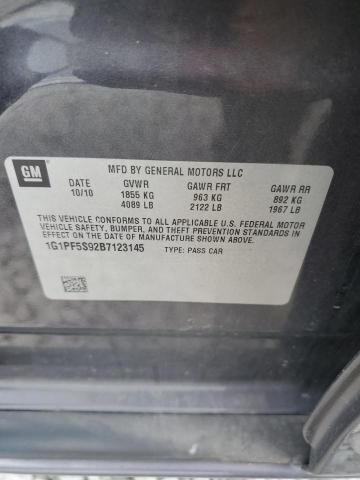 GM
MFD BY GENERAL MOTORS LLC
DATE GVWR GAWR FRT GAWR RR
10/10 1855 KG 963 KG 892 KG
4089 LB 2122 LB 1967 LB
THIS VEHICLE CONFORMS TO ALL APPLICABLE U.S. FEDERAL MOTOR
VEHICLE SAFETY, BUMPER, AND THEFT PREVENTION STANDARDS IN
EFFECT ON THE DATE OF MANUFACTURE SHOWN ABOVE.
1G1PF5S92B7123145 TYPE: PASS CAR